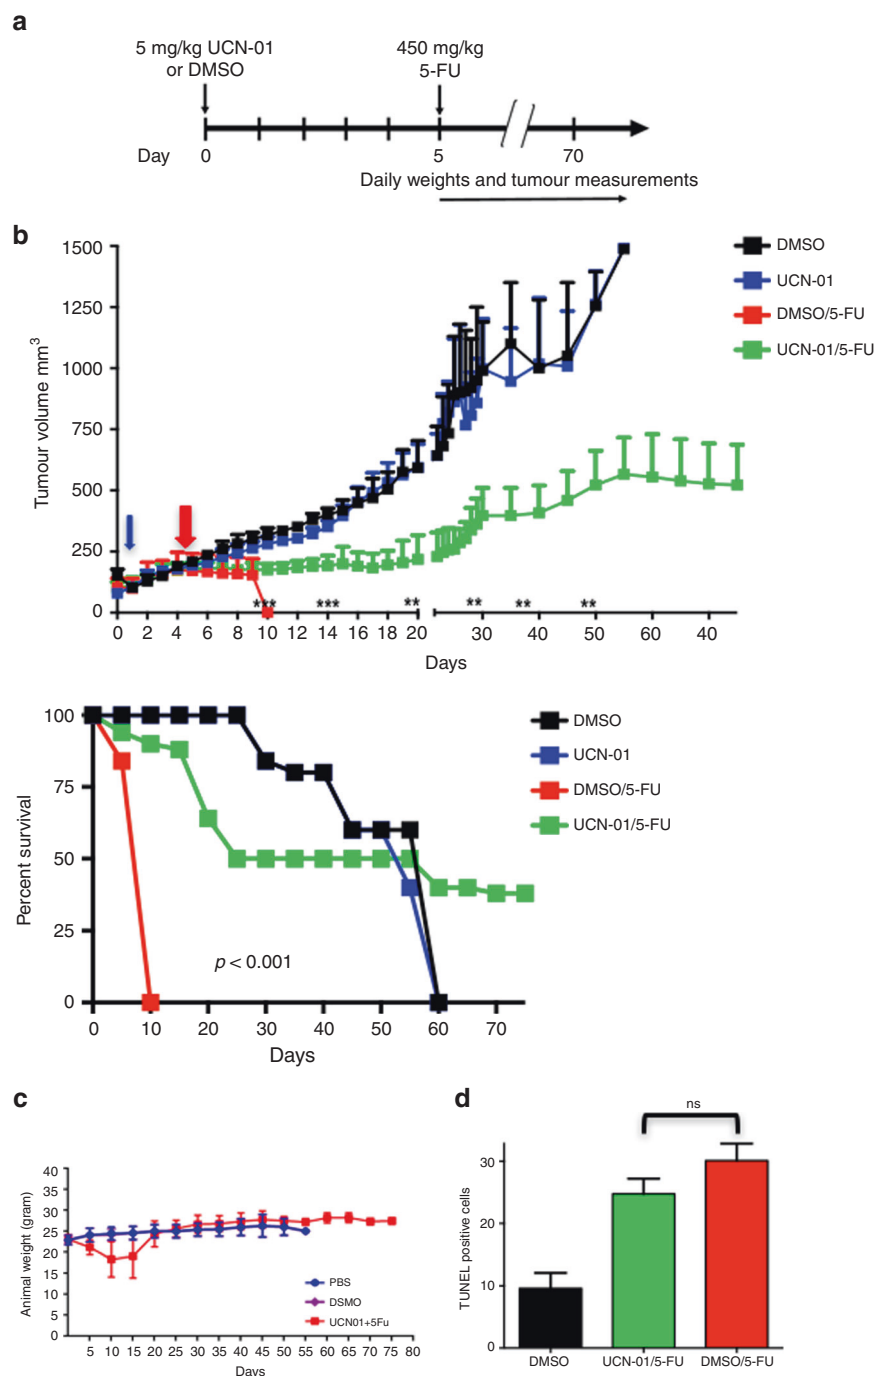 a
5 mg/kg UCN-01
or DMSO
450 mg/kg
5-FU
Day 0 5 70
Daily weights and tumour measurements
b
Tumour volume mm3
1500
1250
1000
750
500
250
0
*** *** ** ** ** **
0 2 4 6 8 10 12 14 16 18 20 30 40 50 60 40
Days
DMSO
UCN-01
DMSO/5-FU
UCN-01/5-FU
Percent survival
100
75
50
25
0
p < 0.001
0 10 20 30 40 50 60 70
Days
DMSO
UCN-01
DMSO/5-FU
UCN-01/5-FU
c
Animal weight (gram)
40
35
30
25
20
15
10
5
0
5 10 15 20 25 30 35 40 45 50 55 60 65 70 75 80
Days
PBS
DSMO
UCN01+5Fu
d
ns
TUNEL positive cells
30
20
10
0
DMSO UCN-01/5-FU DMSO/5-FU